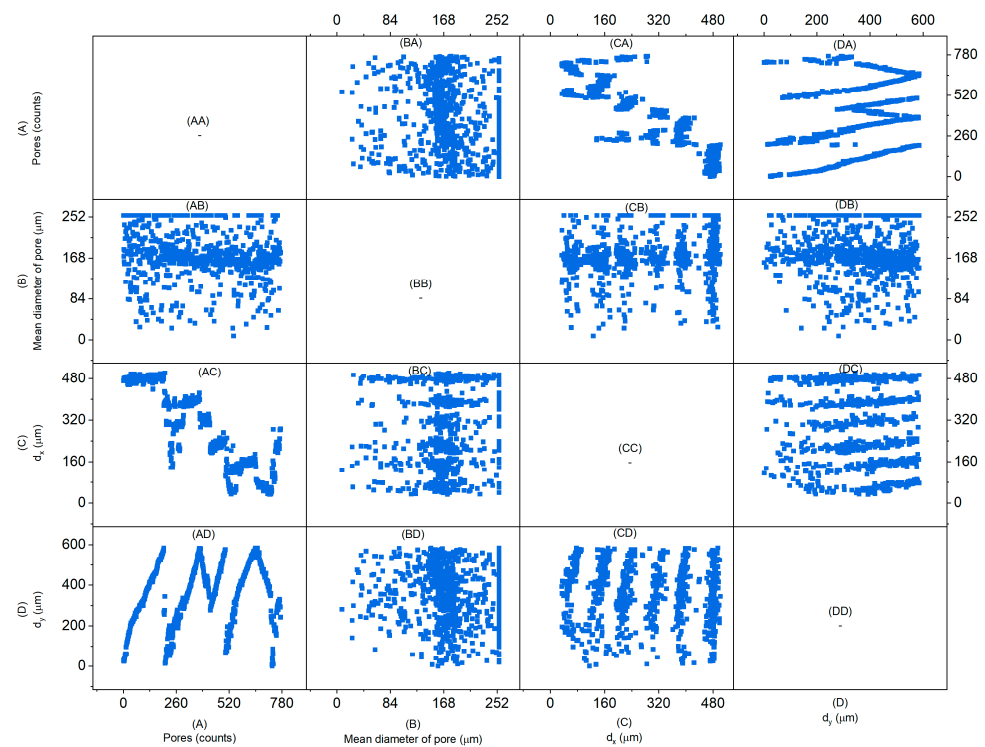 0 84 168 252 0 160 320 480 0 200 400 600
(A)
Pores (counts)
(AA)
-
(BA)
(CA)
(DA)
780
520
260
0
(B)
Mean diameter of pore (μm)
252
168
84
0
(AB)
(BB)
-
(CB)
(DB)
252
168
84
0
(C)
dx (μm)
480
320
160
0
(AC)
(BC)
(CC)
-
(DC)
480
320
160
0
(D)
dy (μm)
600
400
200
0
(AD)
(BD)
(CD)
(DD)
-
600
400
200
0
0 260 520 780 0 84 168 252 0 160 320 480
(A)
Pores (counts)
(B)
Mean diameter of pore (μm)
(C)
dx (μm)
(D)
dy (μm)